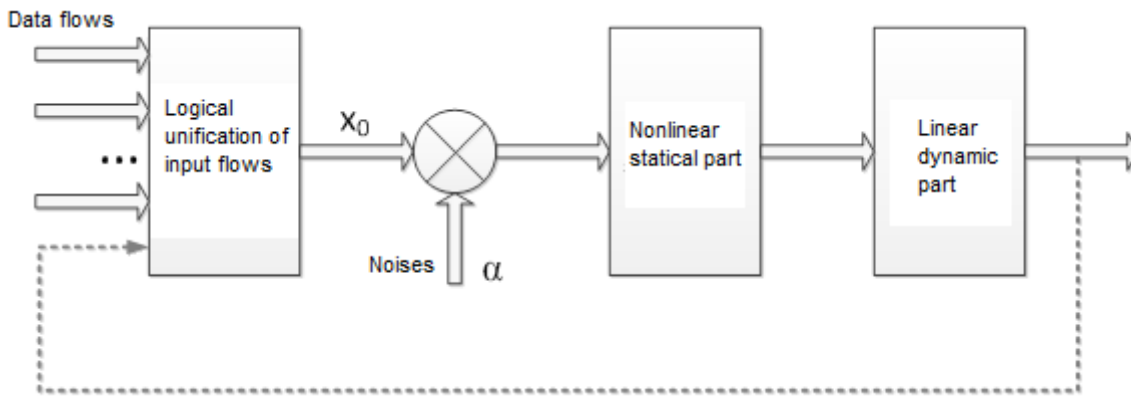 Data flows
Logical
unification of
input flows
...
x₀
Noises
α
Nonlinear
statical part
Linear
dynamic
part